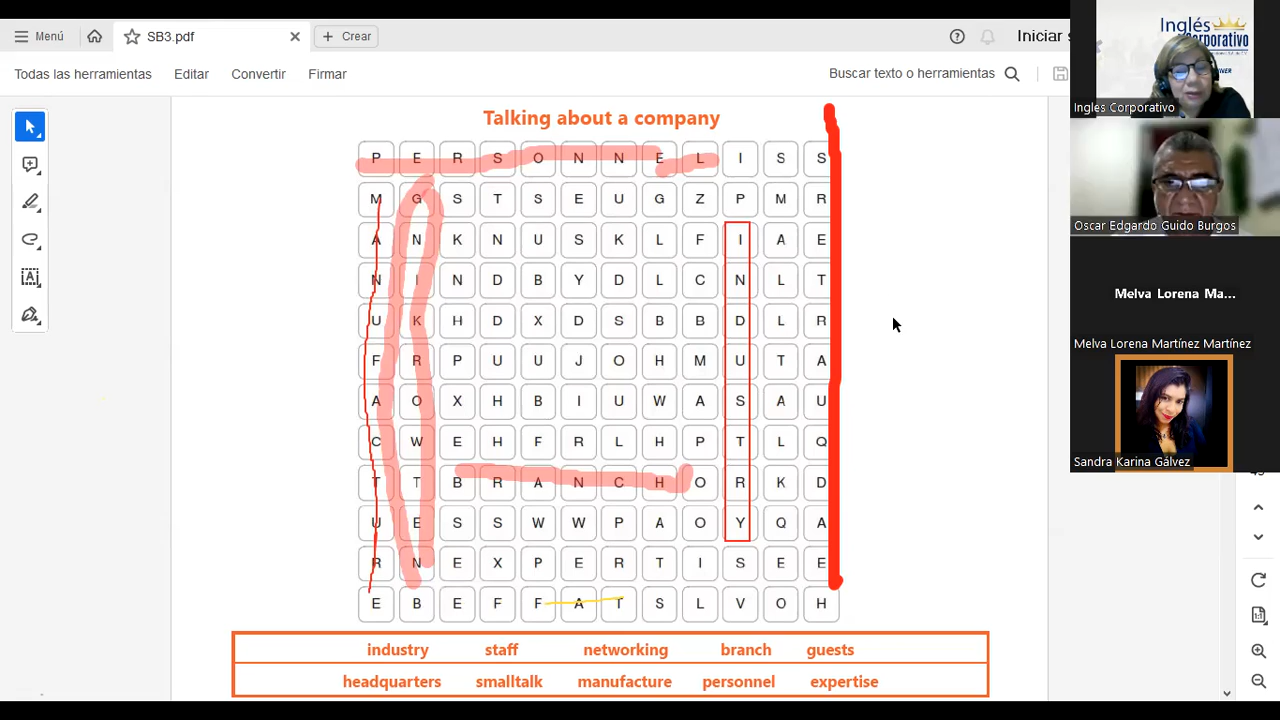 Menú
SB3.pdf
Crear
Iniciar s
Todas las herramientas
Editar
Convertir
Firmar
Buscar texto o herramientas
Talking about a company
P E R S O N N E L I S S
M G S T S E U G Z P M R
A N K N U S K L F I A E
N I N D B Y D L C N L T
U K H D X D S B B D L R
F R P U U J O H M U T A
A O X H B I U W A S A U
C W E H F R L H P T L Q
T T B R A N C H O R K D
U E S S W W P A O Y Q A
R N E X P E R T I S E E
E B E F F A T S L V O H
industry staff networking branch guests
headquarters smalltalk manufacture personnel expertise
Inglés
Corporativo
Ingles Corporativo
Oscar Edgardo Guido Burgos
Melva Lorena Ma...
Melva Lorena Martínez Martínez
Sandra Karina Gálvez